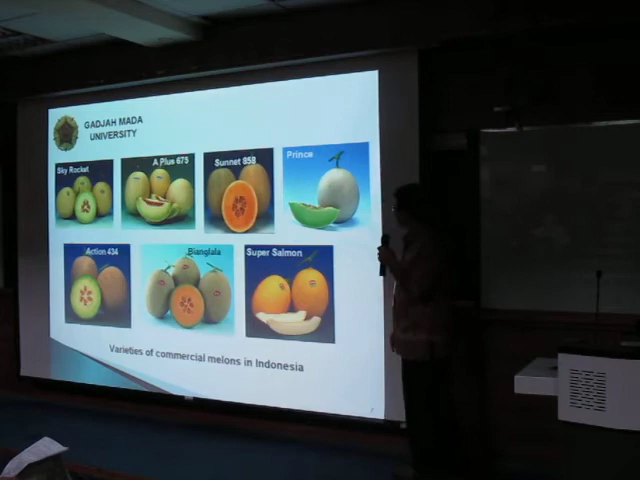 GADJAH MADA
UNIVERSITY
Sky Rocket
A Plus 675
Sunnet 858
Prince
Action 434
Bianglala
Super Salmon
Varieties of commercial melons in Indonesia